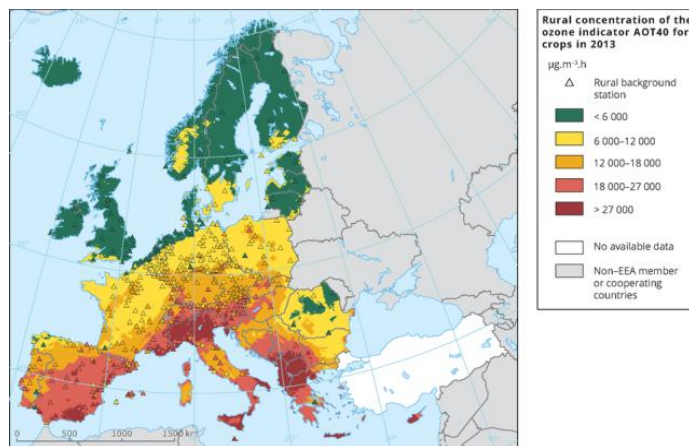 Rural concentration of the
ozone indicator AOT40 for
crops in 2013
µg.m⁻³.h
Rural background
station
< 6 000
6 000–12 000
12 000–18 000
18 000–27 000
> 27 000
No available data
Non–EEA member
or cooperating
countries
0 500 1000 1500 km